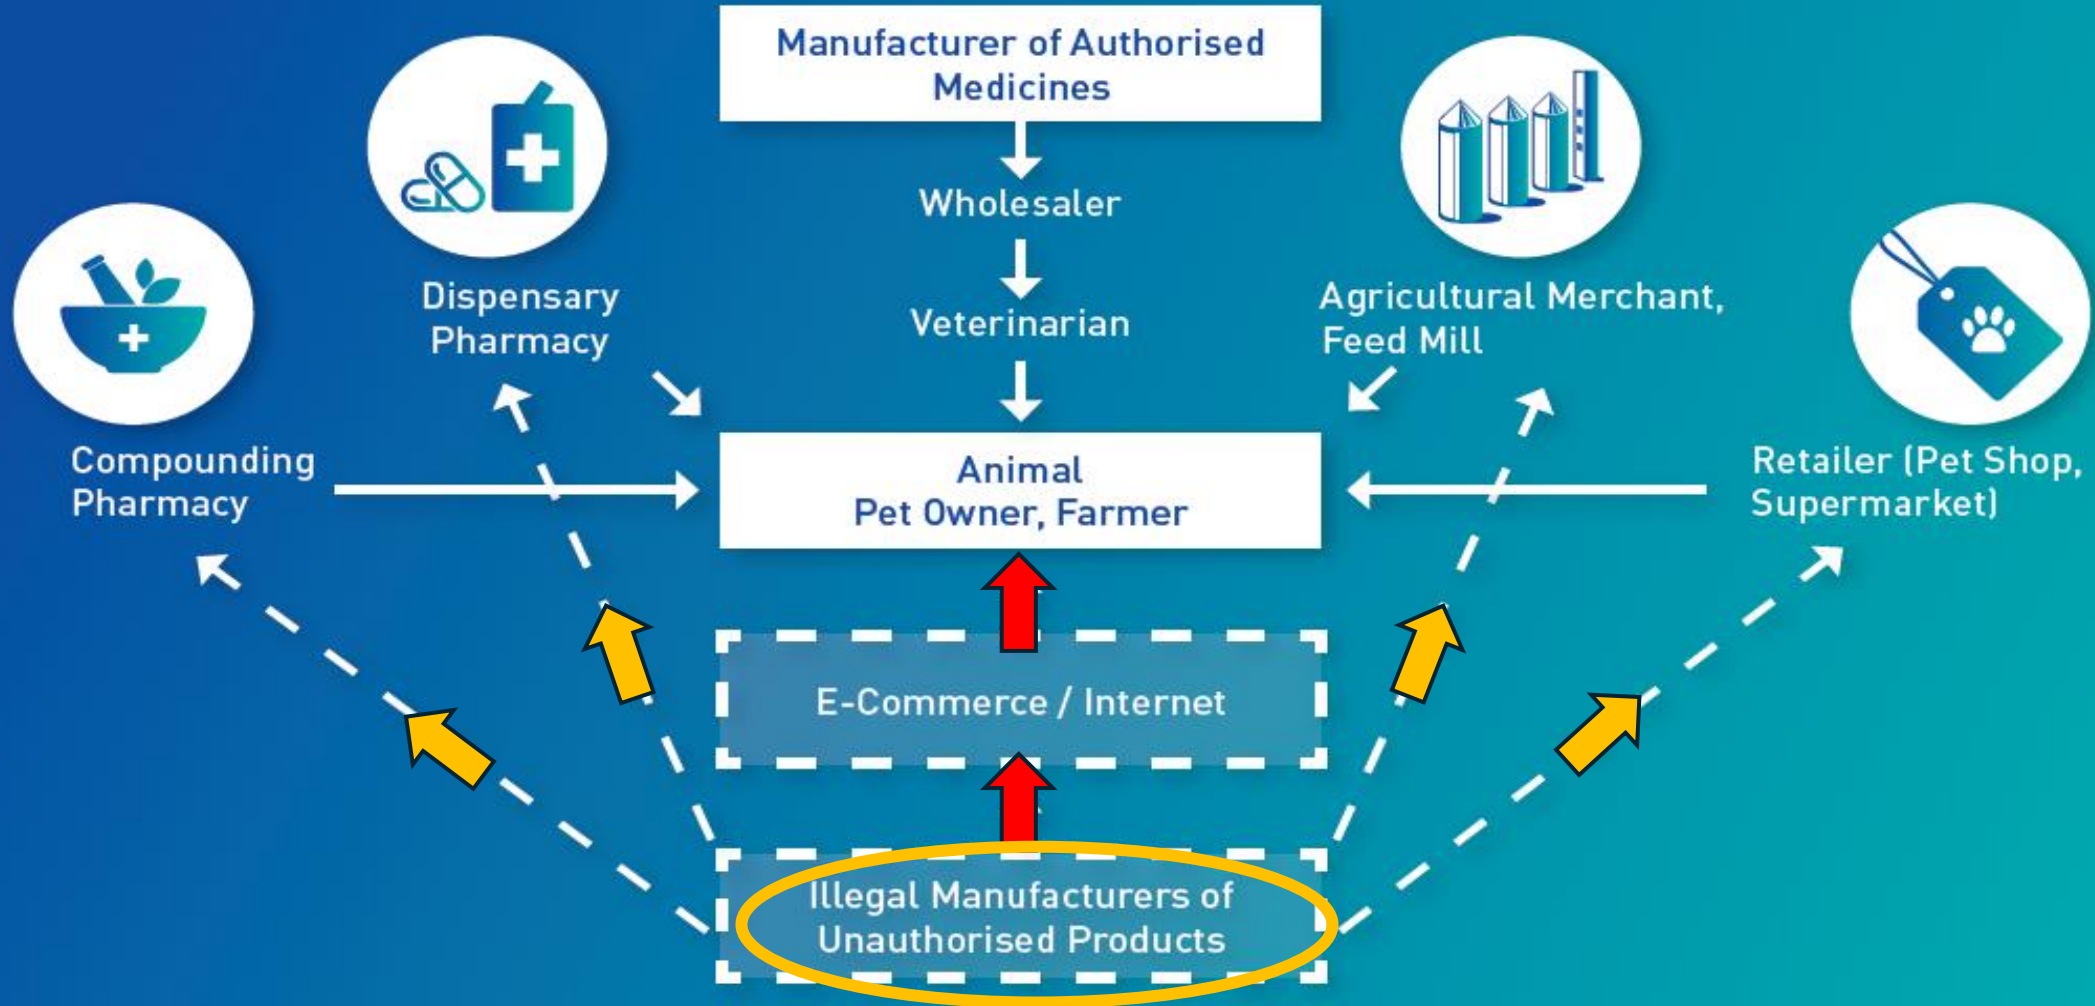 Manufacturer of Authorised
Medicines
Wholesaler
Veterinarian
Dispensary
Pharmacy
Agricultural Merchant,
Feed Mill
Compounding
Pharmacy
Animal
Pet Owner, Farmer
Retailer (Pet Shop,
Supermarket)
E-Commerce / Internet
Illegal Manufacturers of
Unauthorised Products